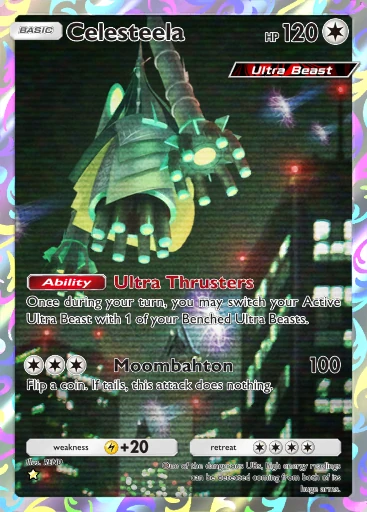 BASIC Celesteela HP 120
Ultra Beast
Ability Ultra Thrusters
Once during your turn, you may switch your Active
Ultra Beast with 1 of your Benched Ultra Beasts.
Moombahton 100
Flip a coin. If tails, this attack does nothing.
weakness +20 retreat
Illus. REND
One of the dangerous UBs, high energy readings
can be detected coming from both of its
huge arms.